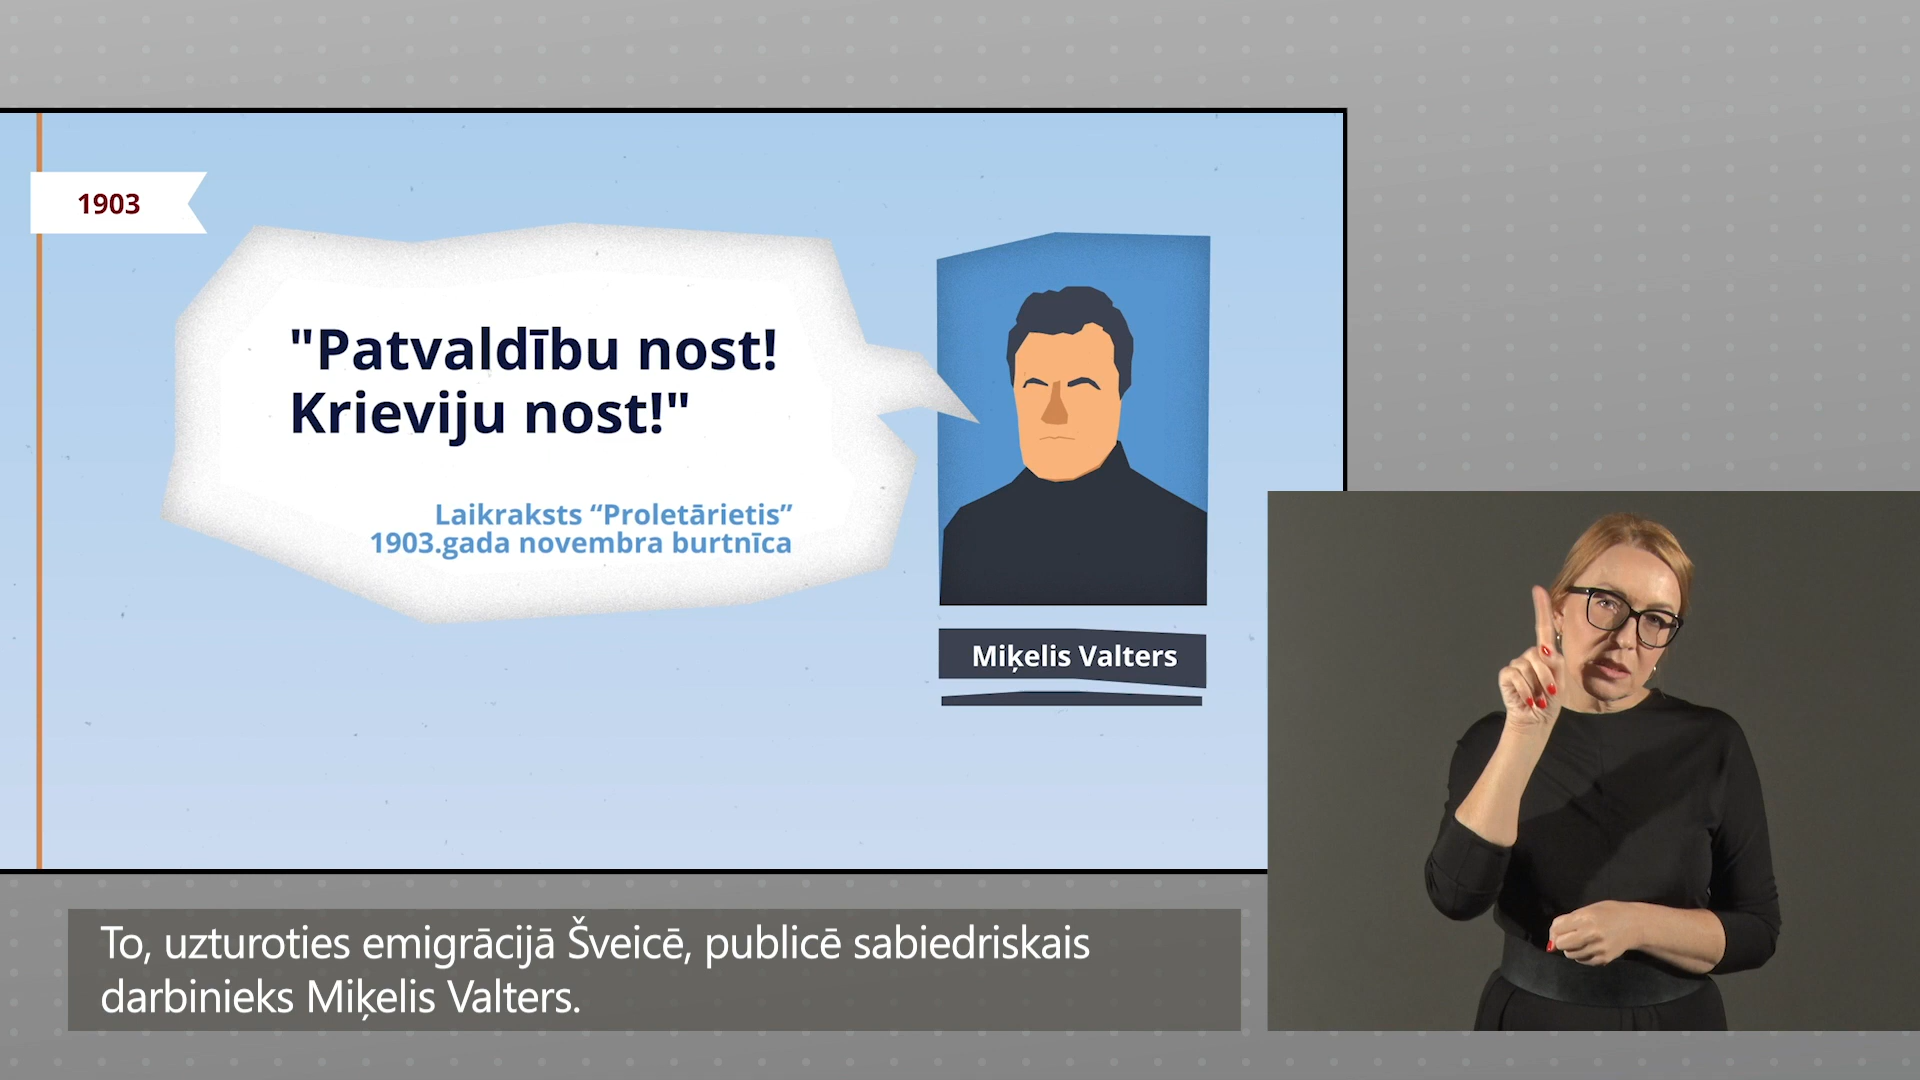 1903
"Patvaldību nost!
Krieviju nost!"
Laikraksts “Proletārietis”
1903.gada novembra burtnīca
Miķelis Valters
To, uzturoties emigrācijā Šveicē, publicē sabiedriskais
darbinieks Miķelis Valters.